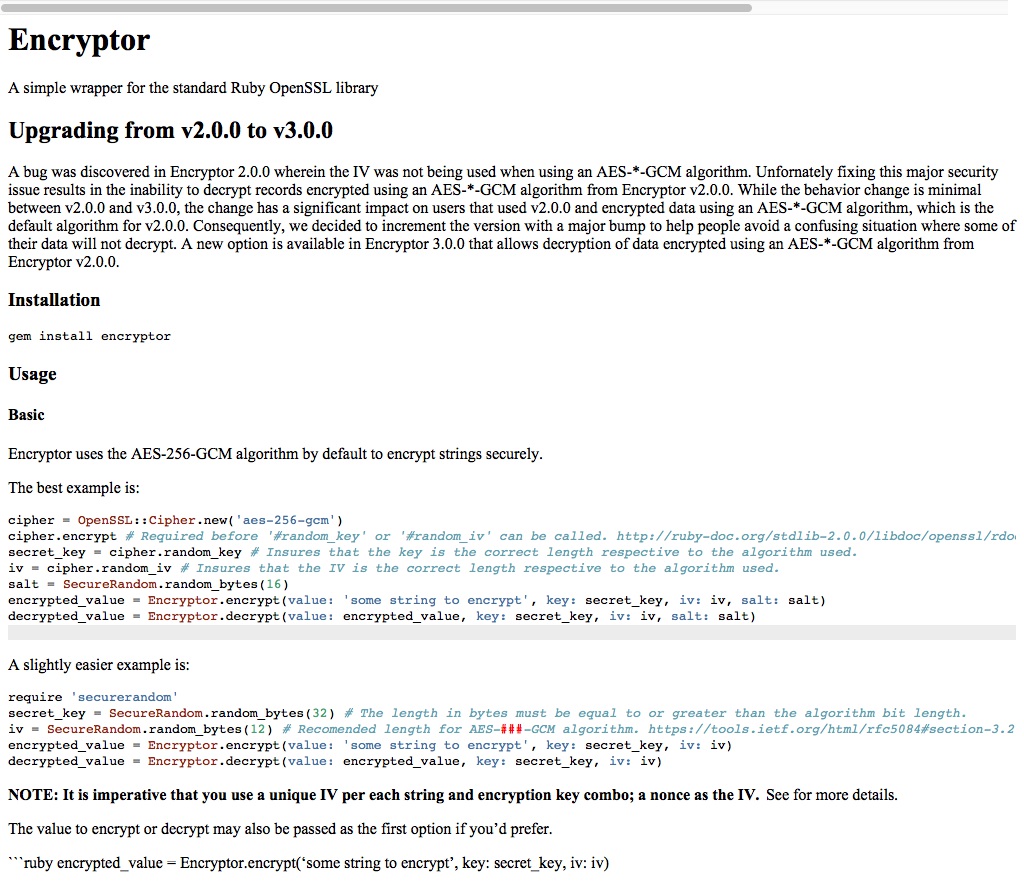 Encryptor
A simple wrapper for the standard Ruby OpenSSL library
Upgrading from v2.0.0 to v3.0.0
A bug was discovered in Encryptor 2.0.0 wherein the IV was not being used when using an AES-*-GCM algorithm. Unfornately fixing this major security
issue results in the inability to decrypt records encrypted using an AES-*-GCM algorithm from Encryptor v2.0.0. While the behavior change is minimal
between v2.0.0 and v3.0.0, the change has a significant impact on users that used v2.0.0 and encrypted data using an AES-*-GCM algorithm, which is the
default algorithm for v2.0.0. Consequently, we decided to increment the version with a major bump to help people avoid a confusing situation where some of
their data will not decrypt. A new option is available in Encryptor 3.0.0 that allows decryption of data encrypted using an AES-*-GCM algorithm from
Encryptor v2.0.0.
Installation
gem install encryptor
Usage
Basic
Encryptor uses the AES-256-GCM algorithm by default to encrypt strings securely.
The best example is:
cipher = OpenSSL::Cipher.new('aes-256-gcm')
cipher.encrypt # Required before '#random_key' or '#random_iv' can be called. http://ruby-doc.org/stdlib-2.0.0/libdoc/openssl/rdo
secret_key = cipher.random_key # Insures that the key is the correct length respective to the algorithm used.
iv = cipher.random_iv # Insures that the IV is the correct length respective to the algorithm used.
salt = SecureRandom.random_bytes(16)
encrypted_value = Encryptor.encrypt(value: 'some string to encrypt', key: secret_key, iv: iv, salt: salt)
decrypted_value = Encryptor.decrypt(value: encrypted_value, key: secret_key, iv: iv, salt: salt)
A slightly easier example is:
require 'securerandom'
secret_key = SecureRandom.random_bytes(32) # The length in bytes must be equal to or greater than the algorithm bit length.
iv = SecureRandom.random_bytes(12) # Recomended length for AES-###-GCM algorithm. https://tools.ietf.org/html/rfc5084#section-3.2
encrypted_value = Encryptor.encrypt(value: 'some string to encrypt', key: secret_key, iv: iv)
decrypted_value = Encryptor.decrypt(value: encrypted_value, key: secret_key, iv: iv)
NOTE: It is imperative that you use a unique IV per each string and encryption key combo; a nonce as the IV. See for more details.
The value to encrypt or decrypt may also be passed as the first option if you’d prefer.
```ruby encrypted_value = Encryptor.encrypt(‘some string to encrypt’, key: secret_key, iv: iv)